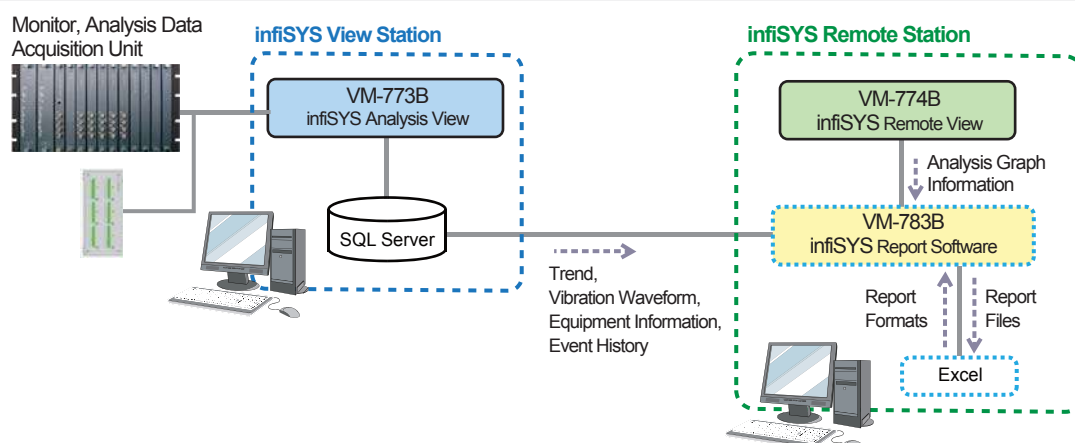 Monitor, Analysis Data
Acquisition Unit
infiSYS View Station
VM-773B
infiSYS Analysis View
SQL Server
Trend,
Vibration Waveform,
Equipment Information,
Event History
infiSYS Remote Station
VM-774B
infiSYS Remote View
Analysis Graph
Information
VM-783B
infiSYS Report Software
Report
Formats
Report
Files
Excel